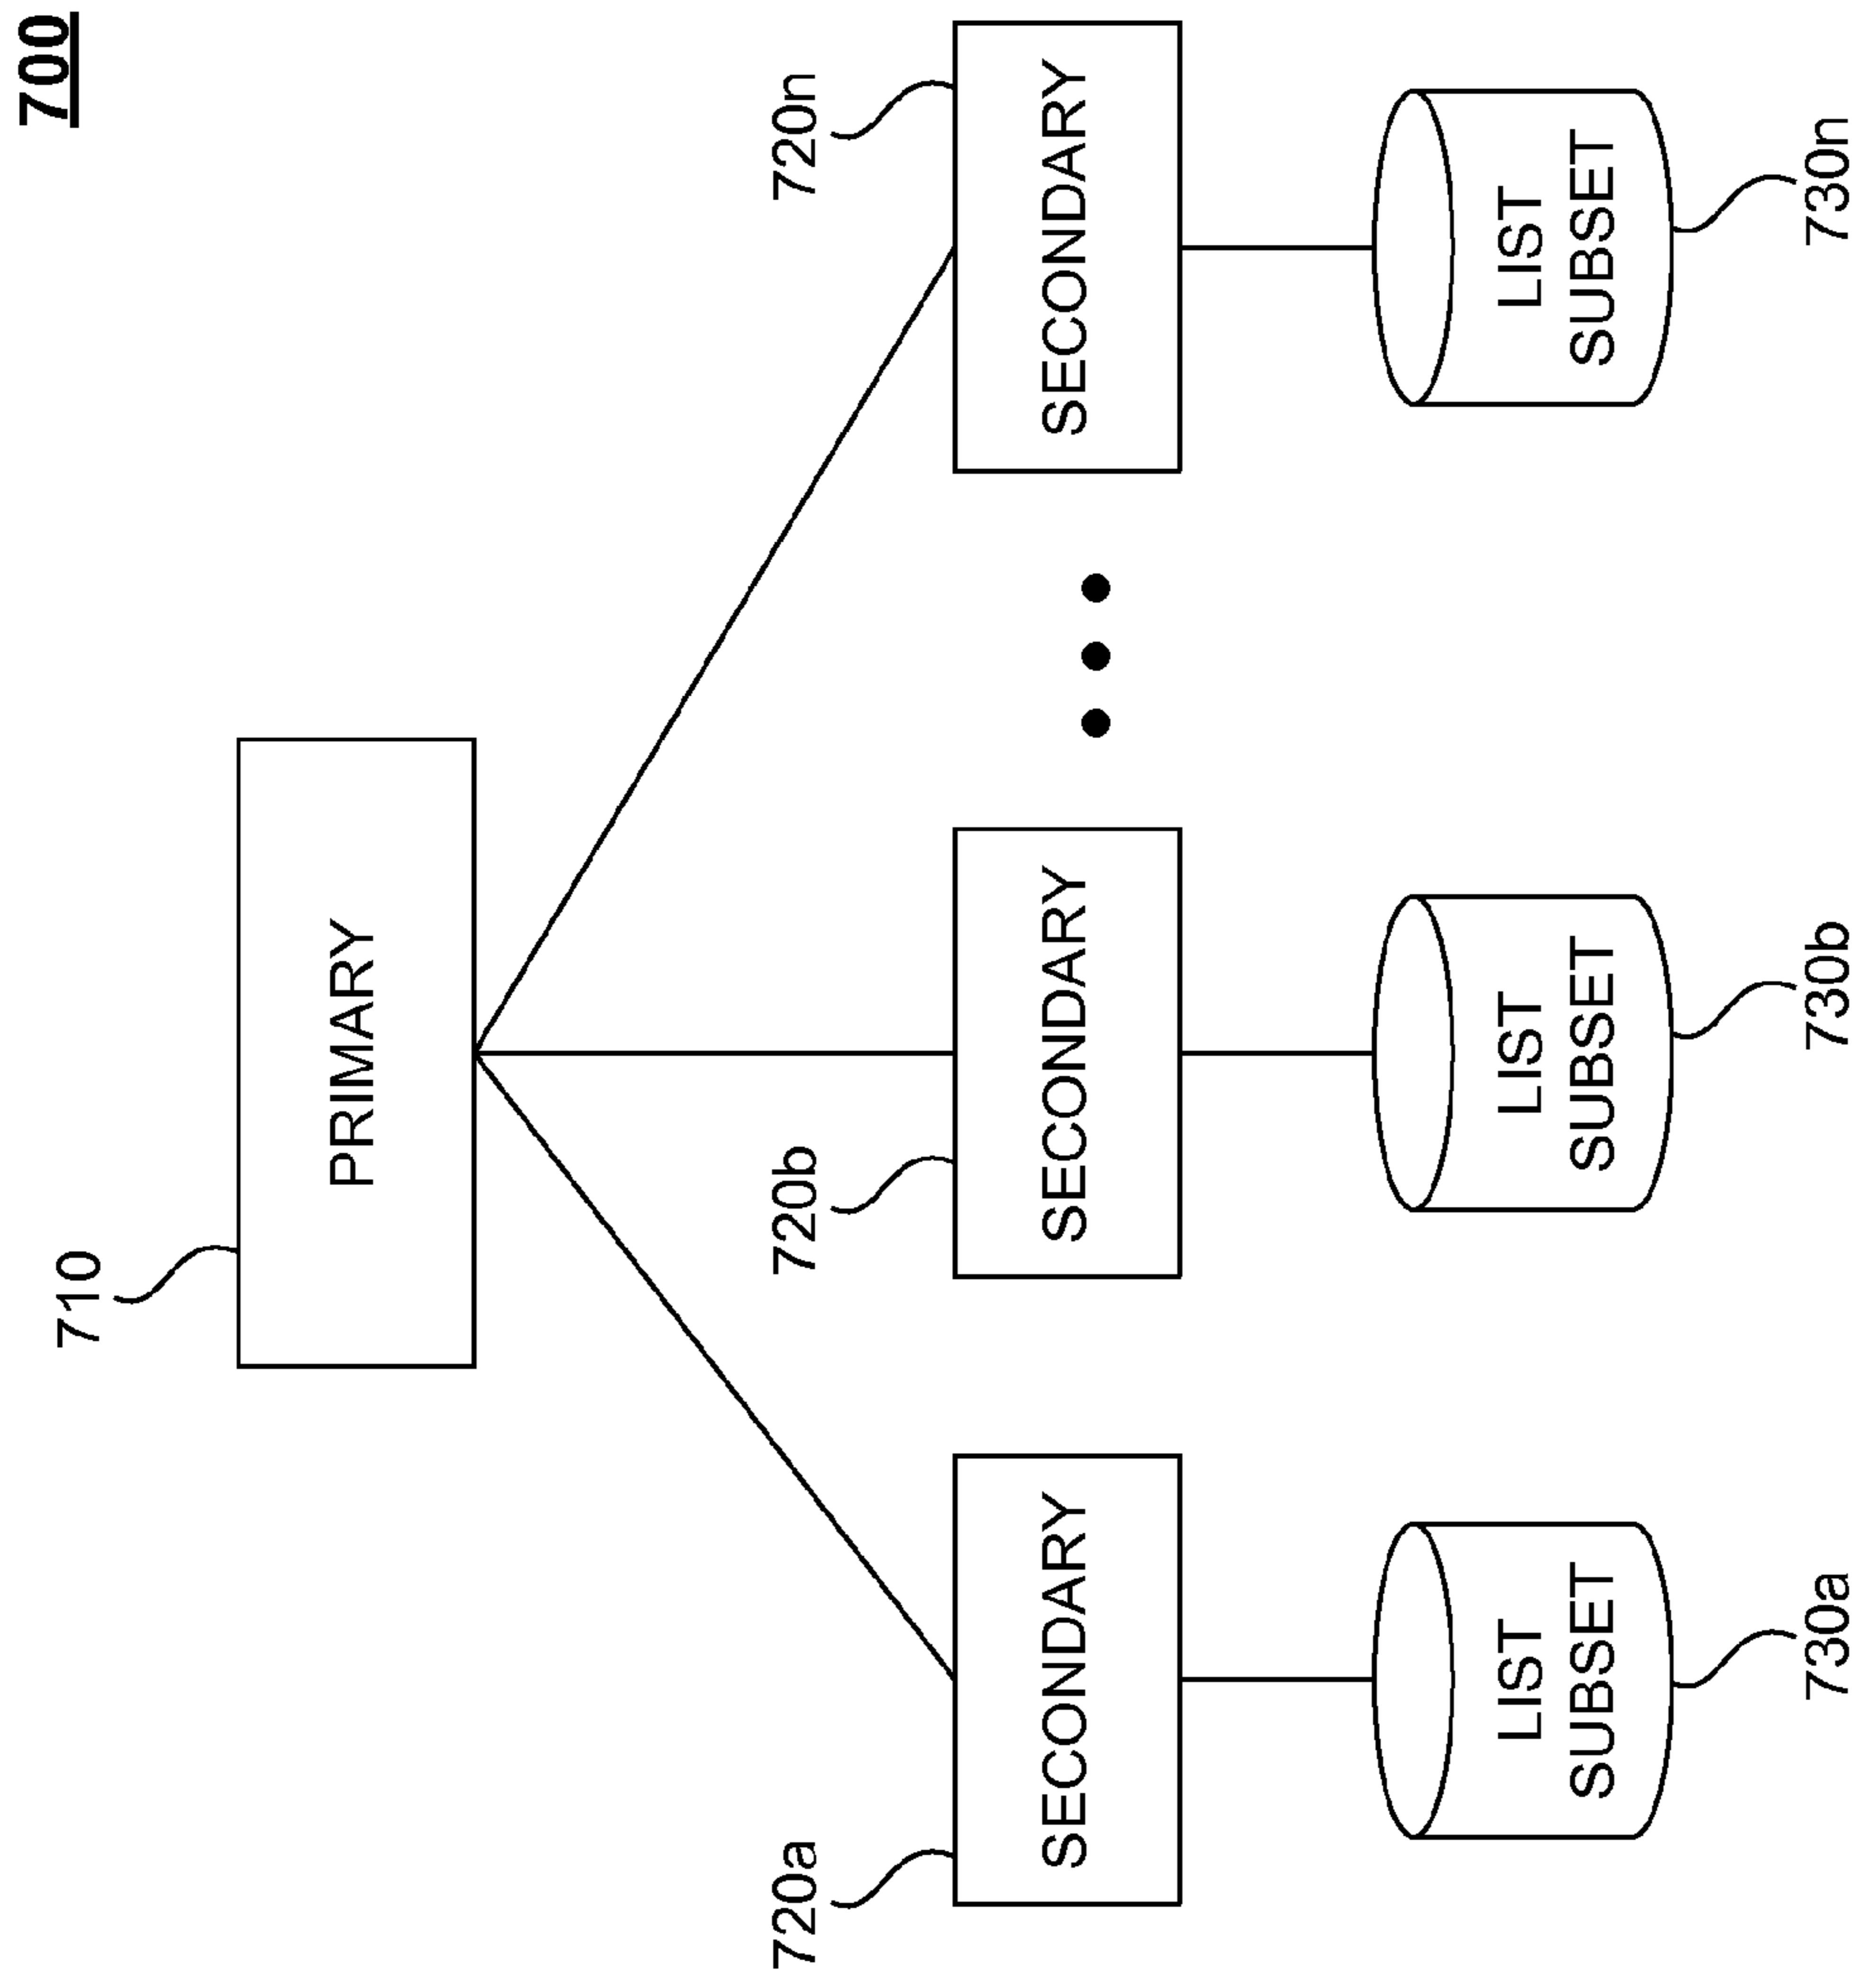 700
710
PRIMARY
720a
720b
720n
SECONDARY
SECONDARY
SECONDARY
LIST
SUBSET
LIST
SUBSET
LIST
SUBSET
730a
730b
730n